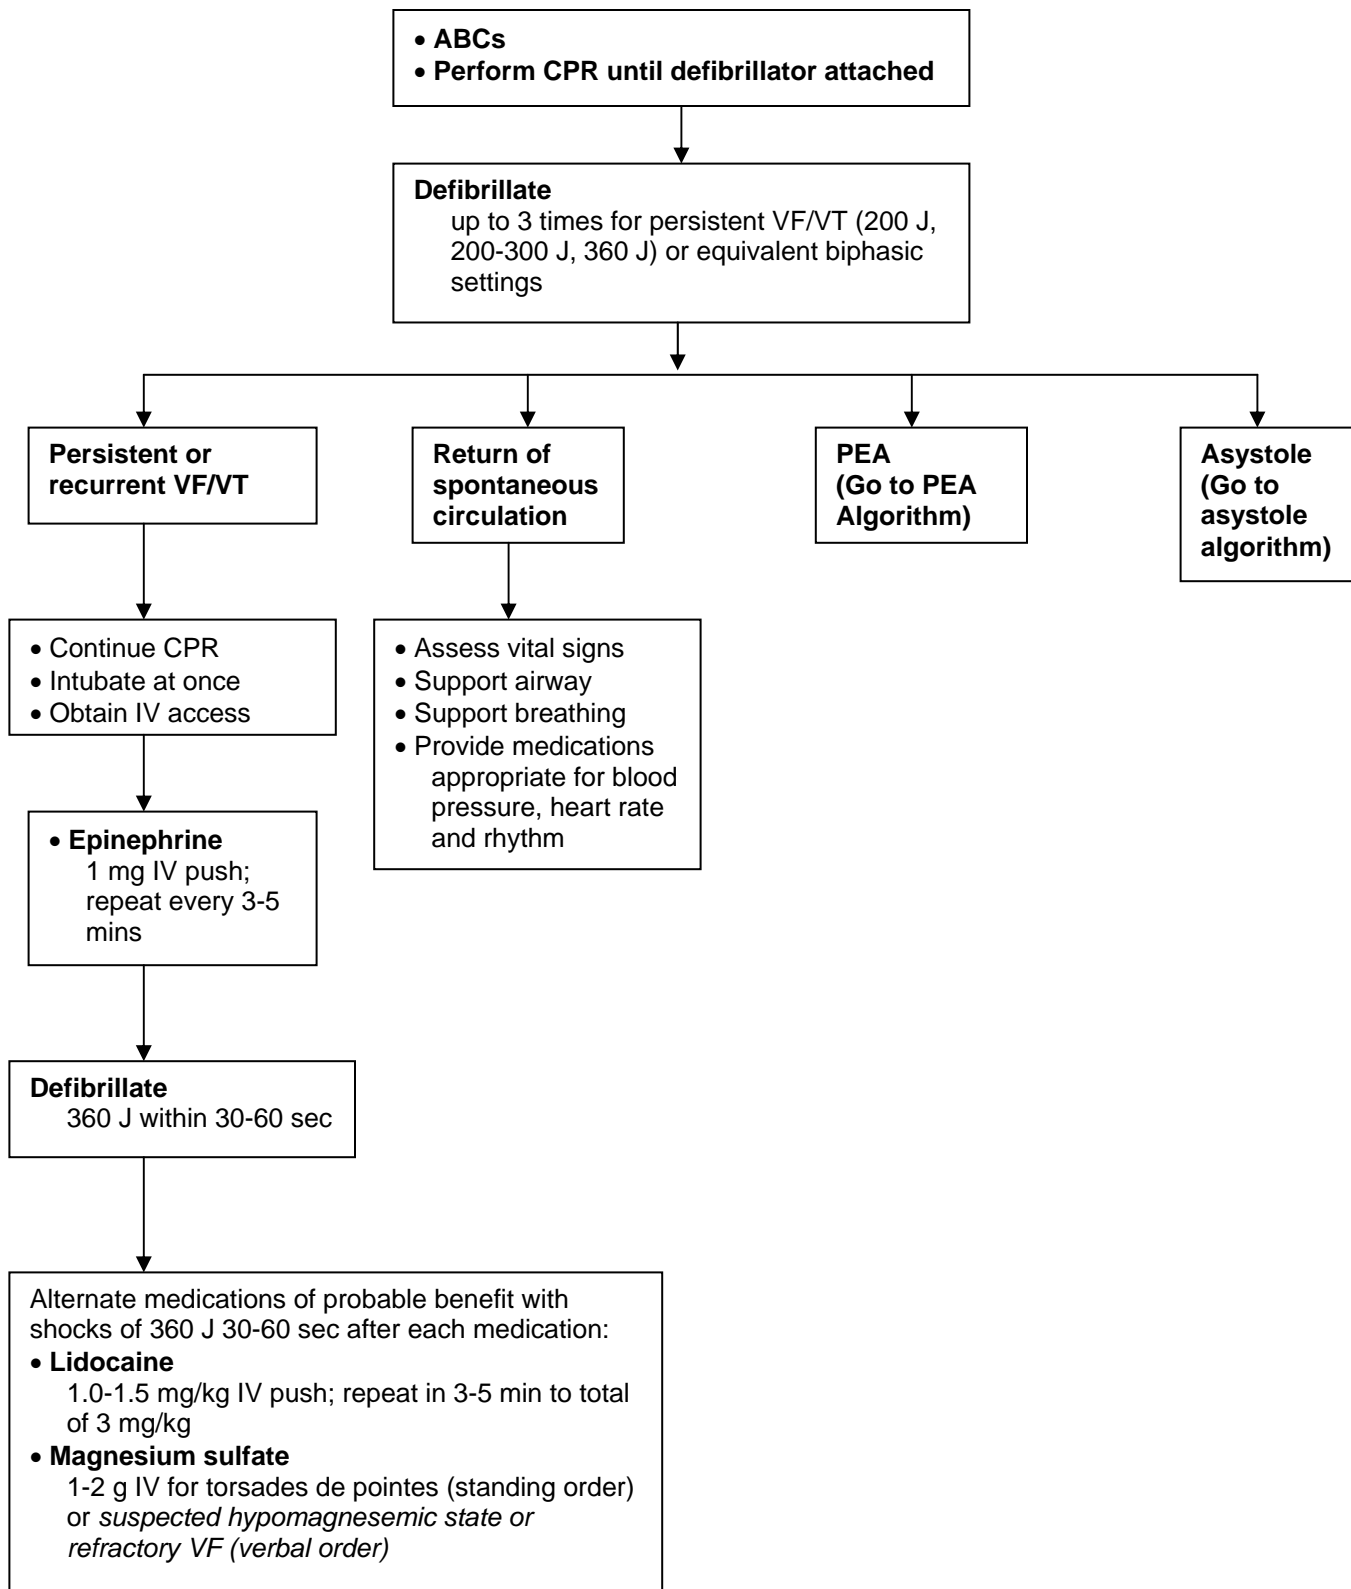 • ABCs
• Perform CPR until defibrillator attached
Defibrillate
up to 3 times for persistent VF/VT (200 J,
200-300 J, 360 J) or equivalent biphasic
settings
Persistent or
recurrent VF/VT
Return of
spontaneous
circulation
PEA
(Go to PEA
Algorithm)
Asystole
(Go to
asystole
algorithm)
• Continue CPR
• Intubate at once
• Obtain IV access
• Assess vital signs
• Support airway
• Support breathing
• Provide medications
appropriate for blood
pressure, heart rate
and rhythm
• Epinephrine
1 mg IV push;
repeat every 3-5
mins
Defibrillate
360 J within 30-60 sec
Alternate medications of probable benefit with
shocks of 360 J 30-60 sec after each medication:
• Lidocaine
1.0-1.5 mg/kg IV push; repeat in 3-5 min to total
of 3 mg/kg
• Magnesium sulfate
1-2 g IV for torsades de pointes (standing order)
or suspected hypomagnesemic state or
refractory VF (verbal order)